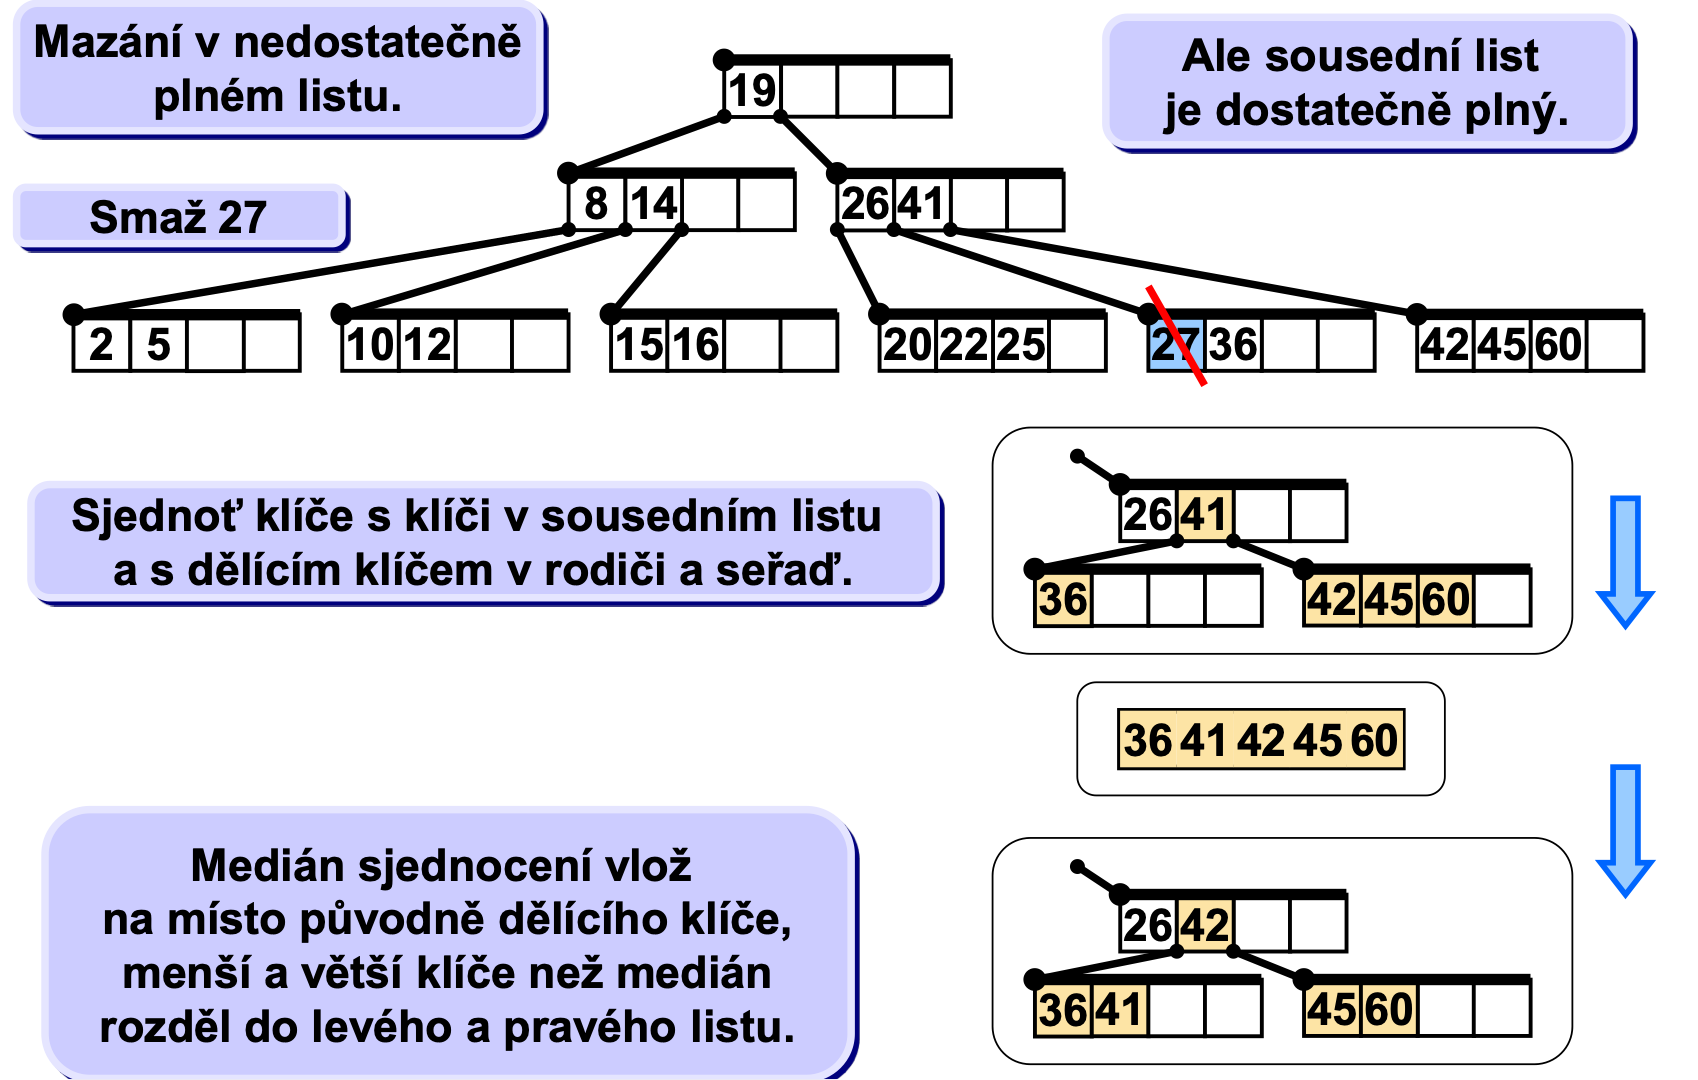 Mazání v nedostatečně
plném listu.
Ale sousední list
je dostatečně plný.
19
Smaž 27
8 14
26 41
2 5
10 12
15 16
20 22 25
27 36
42 45 60
Sjednoť klíče s klíči v sousedním listu
a s dělícím klíčem v rodiči a seřaď.
26 41
36
42 45 60
36 41 42 45 60
Medián sjednocení vlož
na místo původně dělícího klíče,
menší a větší klíče než medián
rozděl do levého a pravého listu.
26 42
36 41
45 60